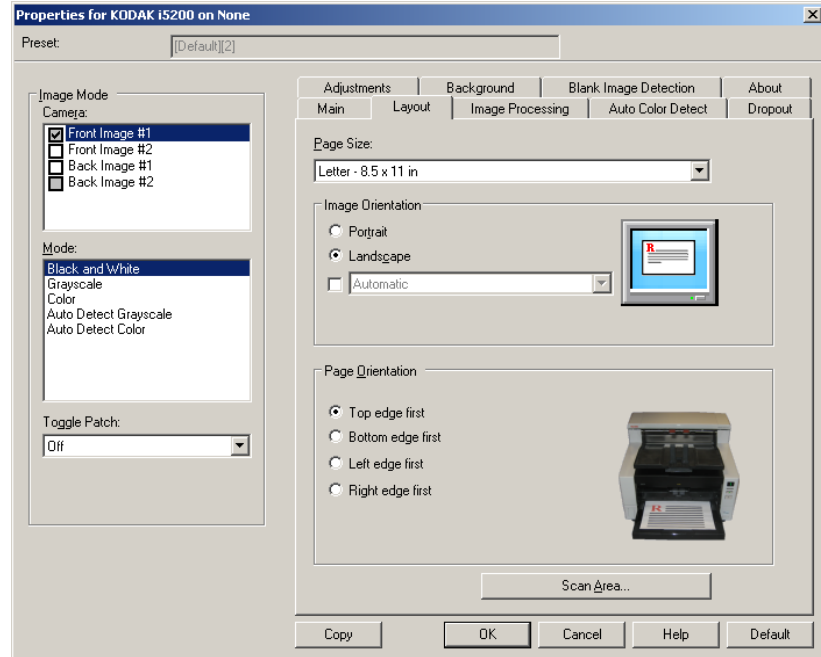 Properties for KODAK i5200 on None
Preset:
[Default][2]
Image Mode
Camera:
Front Image #1
Front Image #2
Back Image #1
Back Image #2
Mode:
Black and White
Grayscale
Color
Auto Detect Grayscale
Auto Detect Color
Toggle Patch:
Off
Adjustments
Background
Blank Image Detection
About
Main
Layout
Image Processing
Auto Color Detect
Dropout
Page Size:
Letter - 8.5 x 11 in
Image Orientation
Portrait
Landscape
Automatic
R
Page Orientation
Top edge first
Bottom edge first
Left edge first
Right edge first
R
Scan Area...
Copy
OK
Cancel
Help
Default